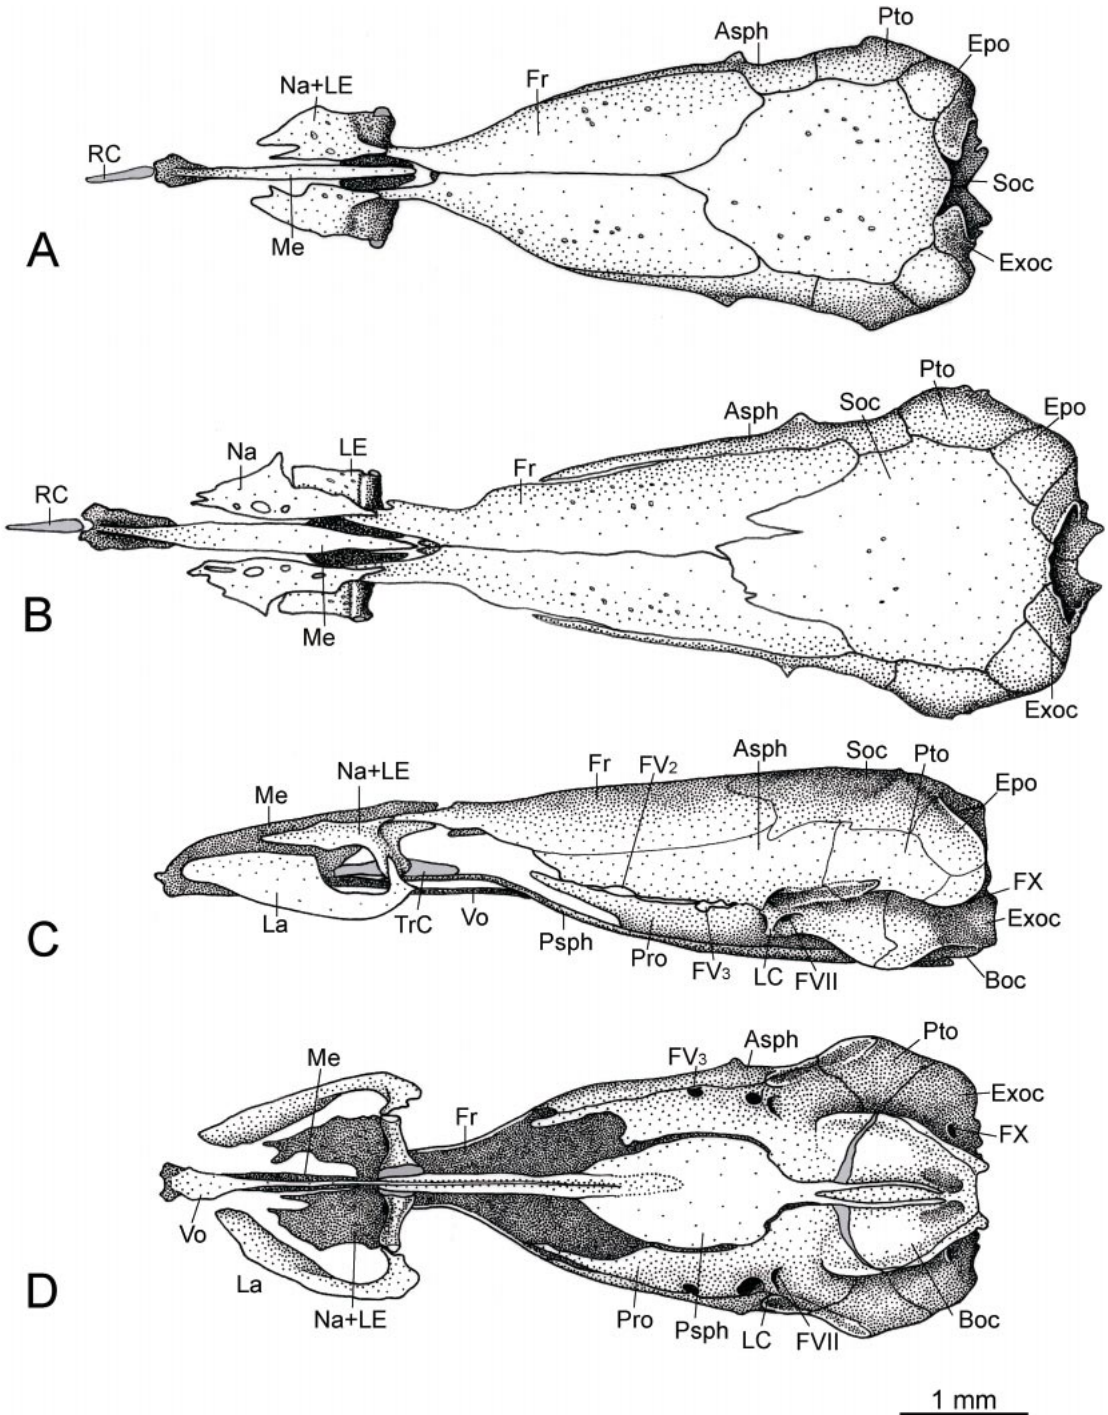 Pto
Asph
Epo
Fr
Na+LE
RC
Soc
Me
Exoc
A
Pto
Soc
Epo
Asph
LE
Na
Fr
RC
B
Me
Exoc
Asph
Soc
Pto
Fr
FV2
Na+LE
Me
Epo
FX
La
TrC
Vo
Exoc
C
Psph
Pro
FV3
LC
FVII
Boc
Pto
Asph
FV3
Me
Exoc
Fr
FX
Vo
La
D
Na+LE
Pro
Psph
LC
FVII
Boc
1 mm